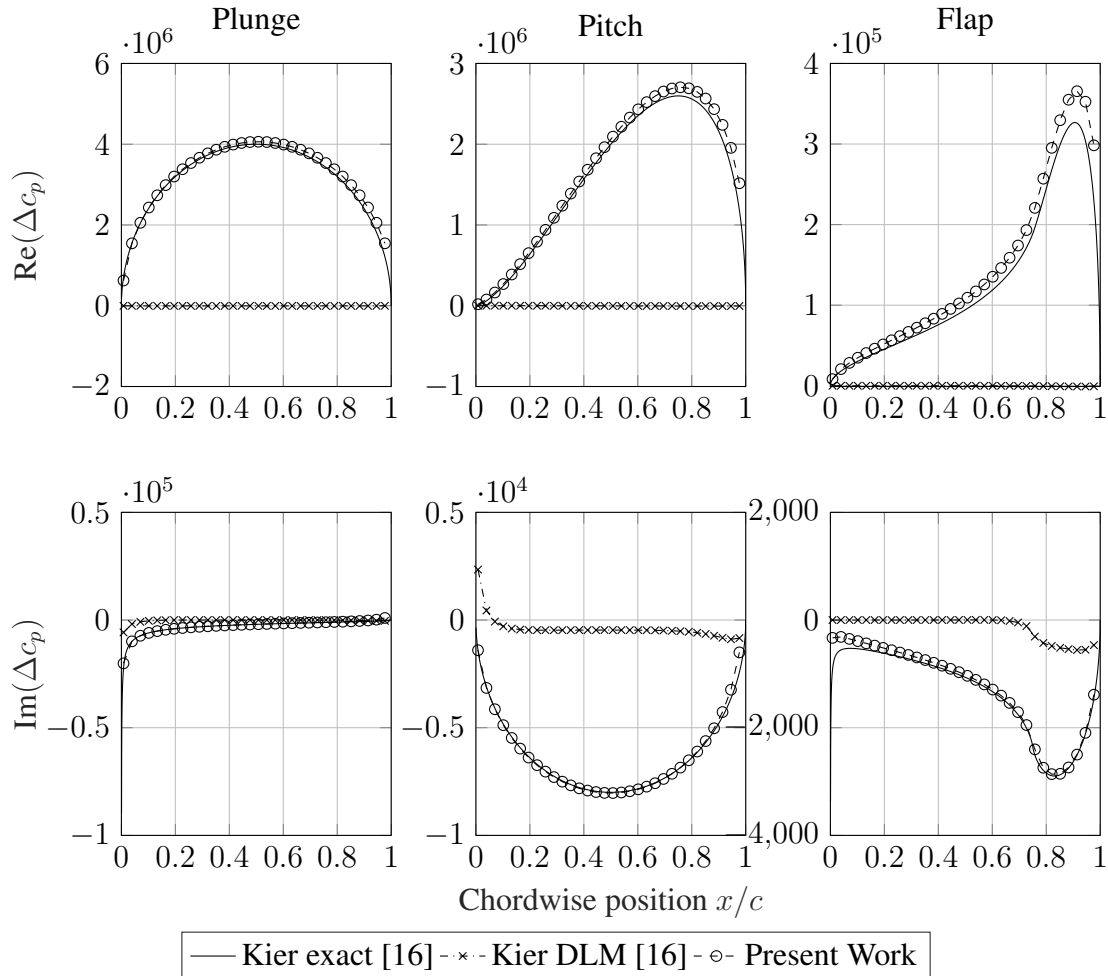 Plunge
Pitch
Flap
·10^6
·10^6
·10^5
Re(Δc_p)
6
4
2
0
−2
3
2
1
0
−1
4
3
2
1
0
0 0.2 0.4 0.6 0.8 1
0 0.2 0.4 0.6 0.8 1
0 0.2 0.4 0.6 0.8 1
·10^5
·10^4
Im(Δc_p)
0.5
0
−0.5
−1
0.5
0
−0.5
−1
2,000
0
−2,000
−4,000
0 0.2 0.4 0.6 0.8 1
0 0.2 0.4 0.6 0.8 1
0 0.2 0.4 0.6 0.8 1
Chordwise position x/c
Kier exact [16] Kier DLM [16] Present Work